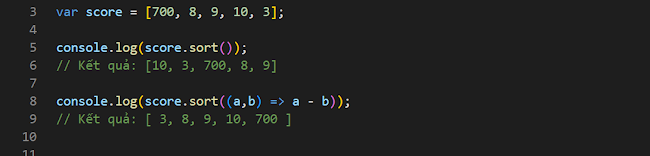 3 var score = [700, 8, 9, 10, 3];
4
5 console.log(score.sort());
6 // Kết quả: [10, 3, 700, 8, 9]
7
8 console.log(score.sort((a,b) => a - b));
9 // Kết quả: [ 3, 8, 9, 10, 700 ]
10
11